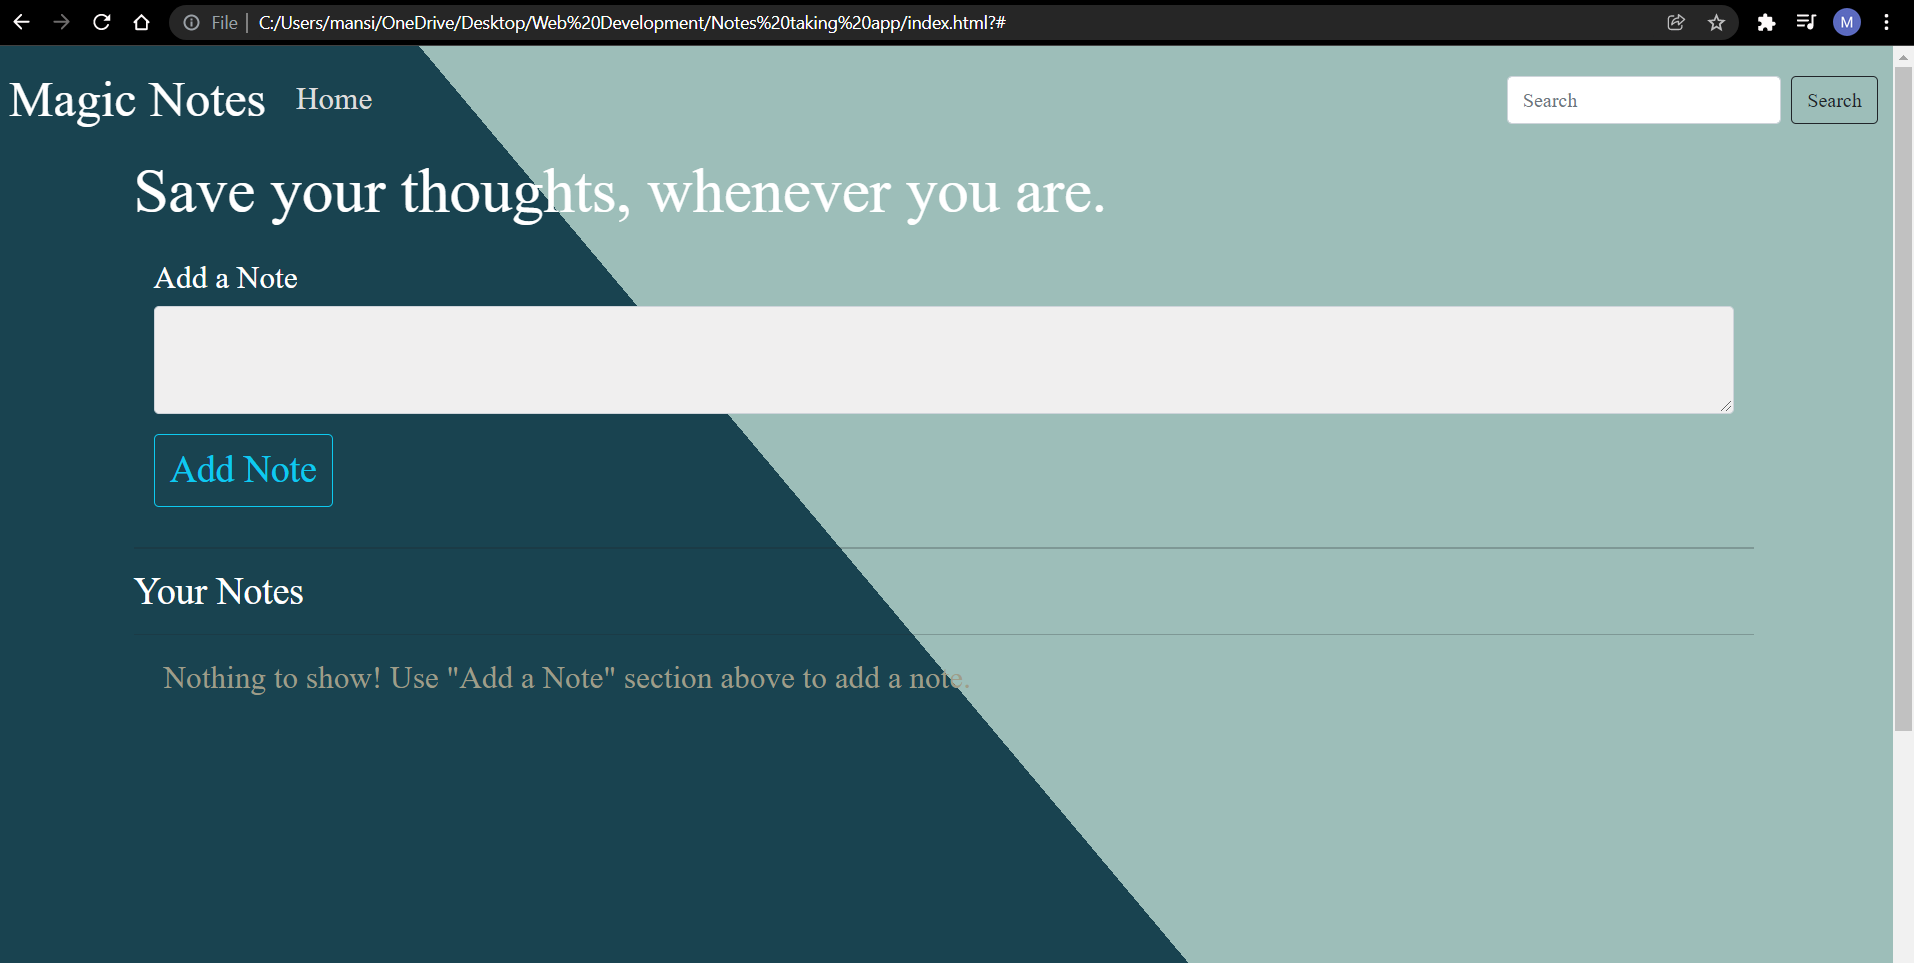 File | C:/Users/mansi/OneDrive/Desktop/Web%20Development/Notes%20taking%20app/index.html?#
M
Magic Notes Home Search Search
Save your thoughts, whenever you are.
Add a Note
Add Note
Your Notes
Nothing to show! Use "Add a Note" section above to add a note.